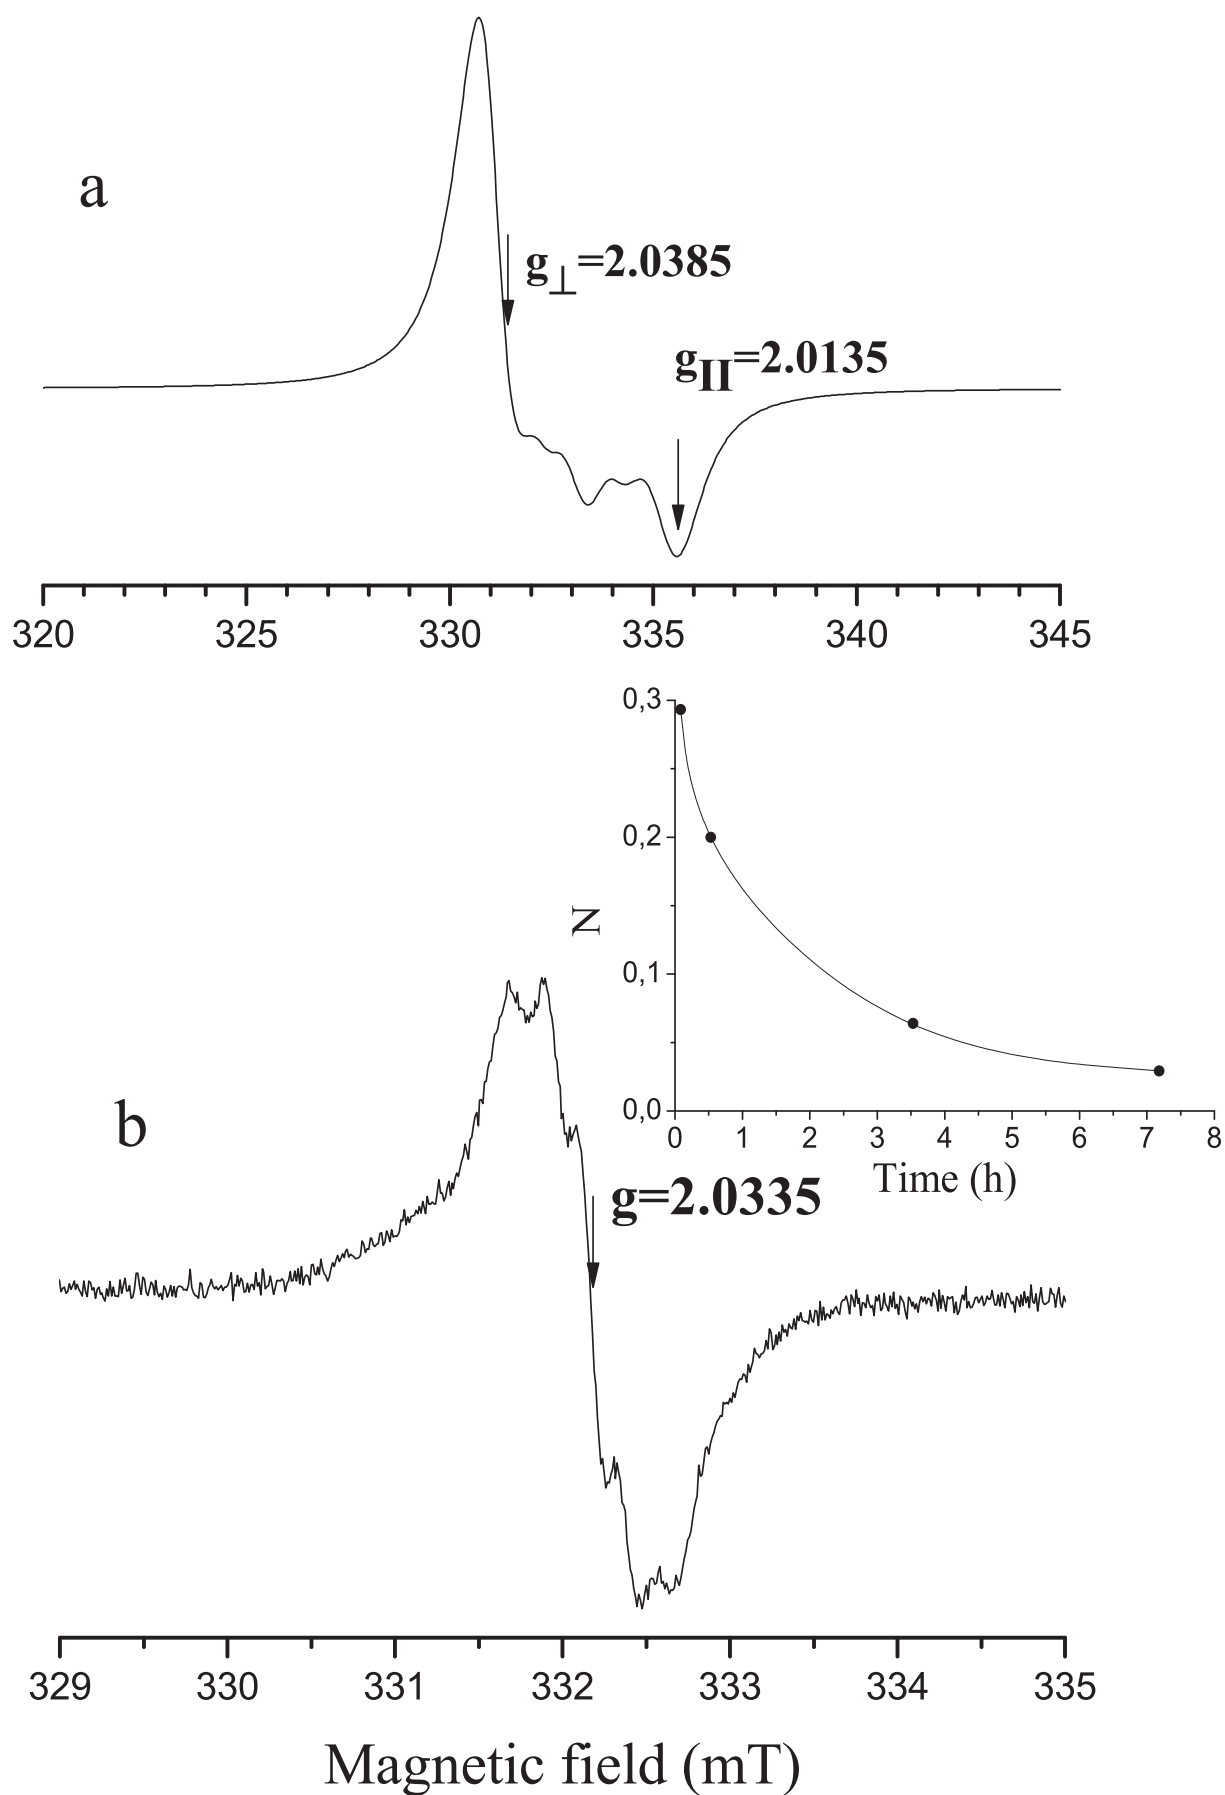 a
g⊥=2.0385
gII=2.0135
320 325 330 335 340 345
0,3
0,2
N
0,1
0,0
0 1 2 3 4 5 6 7 8
Time (h)
b
g=2.0335
329 330 331 332 333 334 335
Magnetic field (mT)